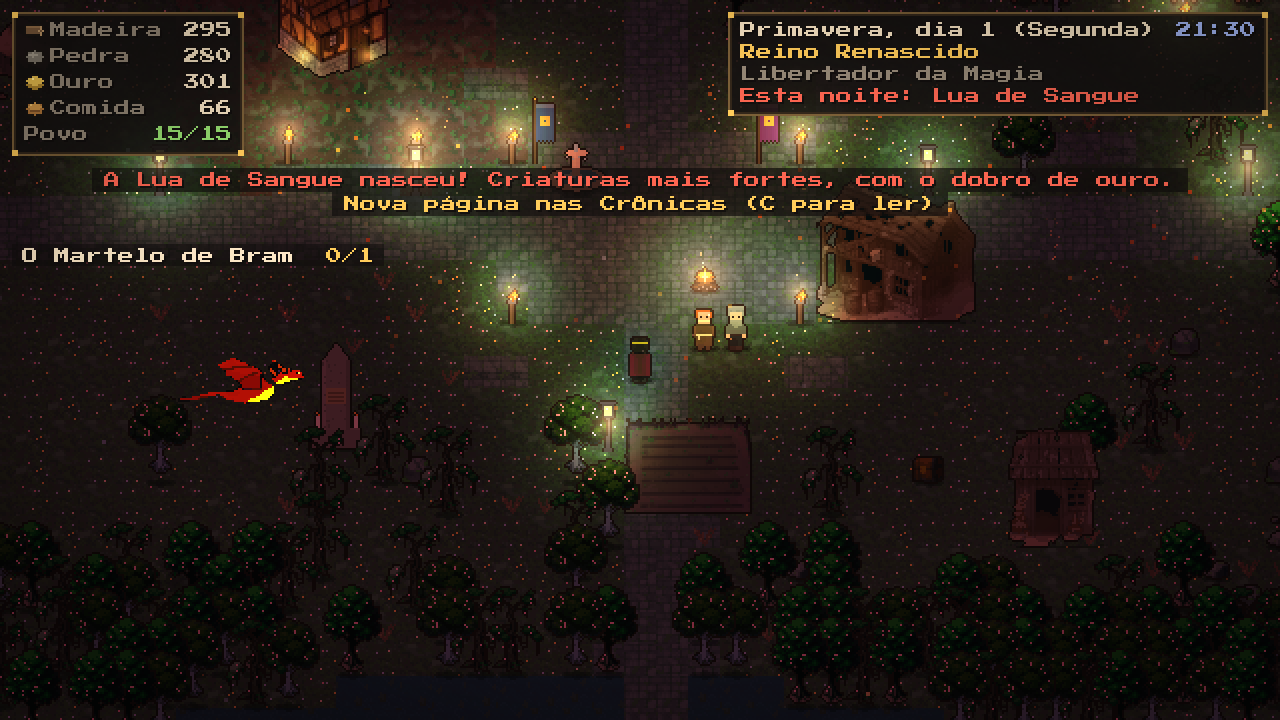 Madeira 295
Pedra 280
Ouro 301
Comida 66
Povo 15/15
Primavera, dia 1 (Segunda) 21:30
Reino Renascido
Libertador da Magia
Esta noite: Lua de Sangue
A Lua de Sangue nasceu! Criaturas mais fortes, com o dobro de ouro.
Nova página nas Crônicas (C para ler)
O Martelo de Bram 0/1